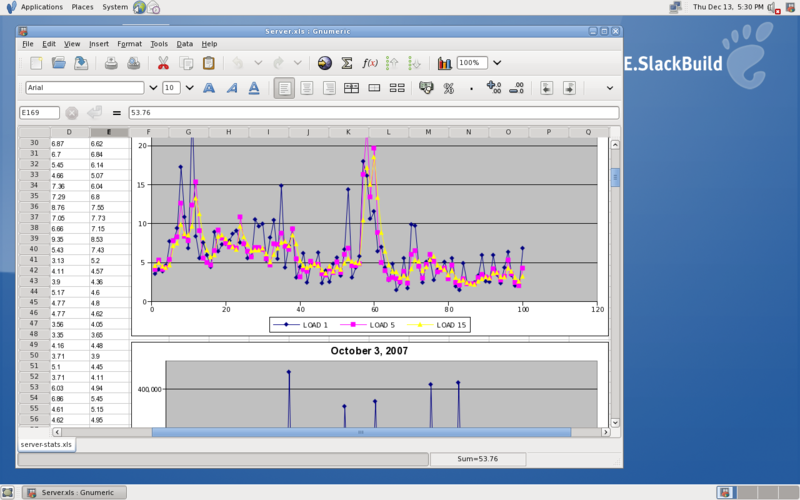 Applications Places System
Thu Dec 13, 5:30 PM
E.SlackBuild
Server.xls : Gnumeric
File Edit View Insert Format Tools Data Help
Σ f(x) 100%
Arial 10 A A A % .
E169 = 53.76
D E F G H I J K L M N O P Q
30 6.87 6.62
31 6.7 6.84
32 5.45 6.14
33 4.66 5.07
34 7.36 6.04
35 7.29 6.8
36 8.76 7.55
37 7.05 7.73
38 6.66 7.15
39 9.35 8.53
40 5.43 7.43
41 3.13 5.2
42 4.11 4.57
43 3.9 4.36
44 5.17 4.6
45 4.77 4.8
46 4.77 4.62
47 3.56 4.05
48 3.35 3.65
49 4.16 4.48
50 3.71 3.9
51 5.1 4.45
52 3.71 4.11
53 6.03 4.94
54 6.86 5.45
55 4.61 5.15
56 4.62 4.95
20
15
10
5
0
0 20 40 60 80 100 120
LOAD 1 LOAD 5 LOAD 15
October 3, 2007
400,000
server-stats.xls
Sum=53.76
Server.xls : Gnumeric